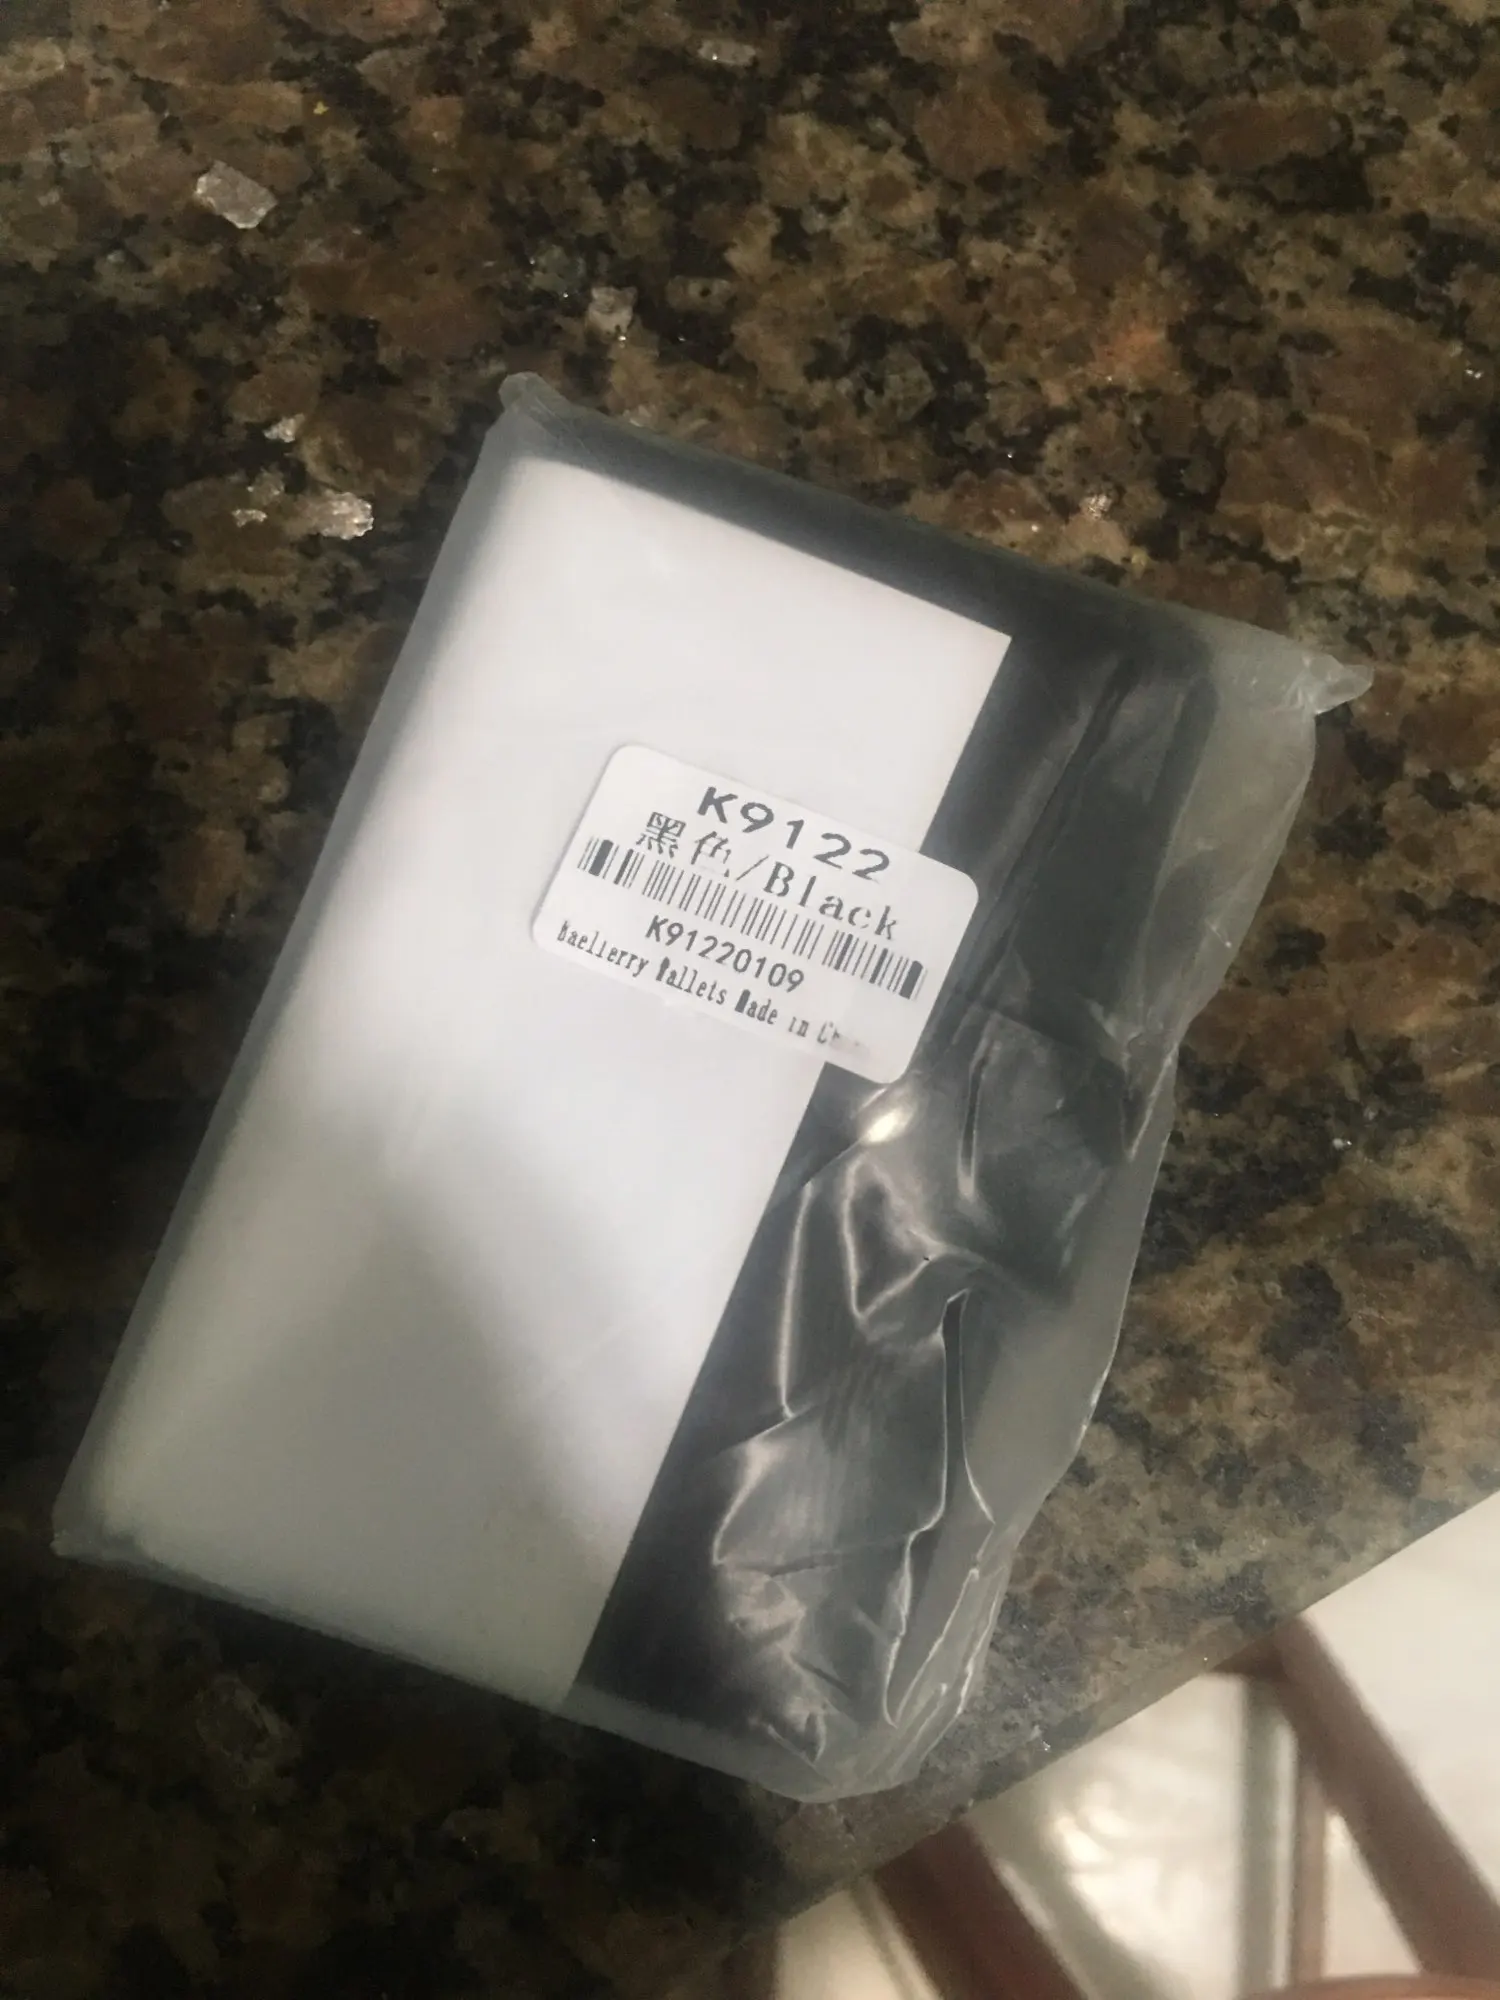 K9122
黑色/Black
K91220109
Baellerry Wallets Made in